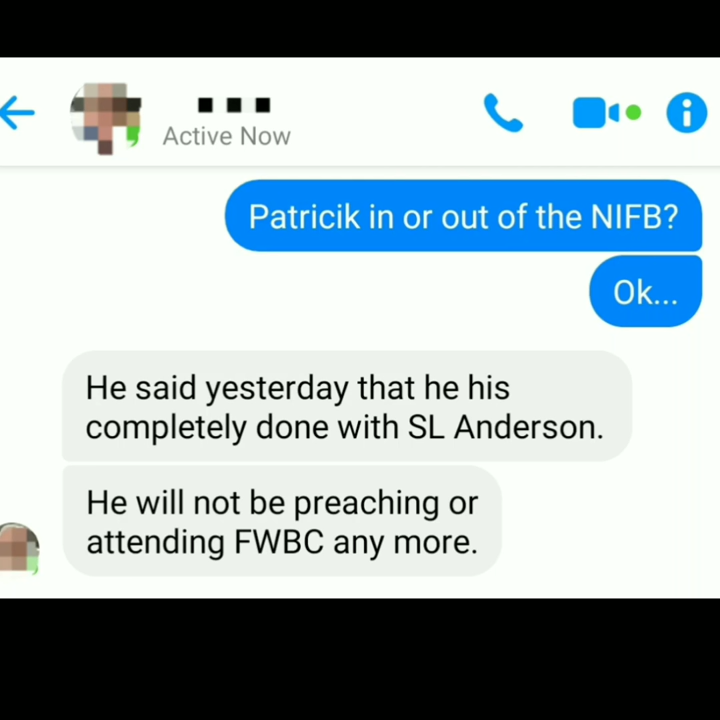 Active Now
Patricik in or out of the NIFB?
Ok...
He said yesterday that he his
completely done with SL Anderson.
He will not be preaching or
attending FWBC any more.